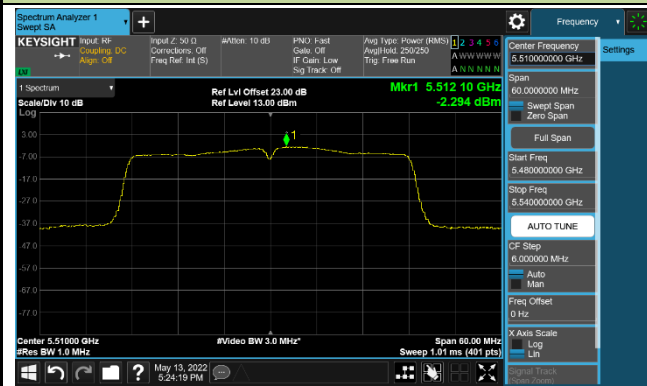 Spectrum Analyzer 1
Swept SA
+
Frequency
KEYSIGHT
Input: RF
Coupling: DC
Align: Off
Input Z: 50 Ω
Corrections: Off
Freq Ref: Int (S)
#Atten: 10 dB
PNO: Fast
Gate: Off
IF Gain: Low
Sig Track: Off
Avg Type: Power (RMS)
Avg|Hold: 250/250
Trig: Free Run
1 2 3 4 5 6
A W W W W W
A N N N N N
LM
1 Spectrum
Scale/Div 10 dB
Log
Ref Lvl Offset 23.00 dB
Ref Level 13.00 dBm
Mkr1 5.512 10 GHz
-2.294 dBm
1
3.00
-7.00
-17.0
-27.0
-37.0
-47.0
-57.0
-67.0
-77.0
Center 5.51000 GHz
#Res BW 1.0 MHz
#Video BW 3.0 MHz*
Span 60.00 MHz
Sweep 1.01 ms (401 pts)
?
May 13, 2022
5:24:19 PM
Center Frequency
5.510000000 GHz
Settings
Span
60.0000000 MHz
Swept Span
Zero Span
Full Span
Start Freq
5.480000000 GHz
Stop Freq
5.540000000 GHz
AUTO TUNE
CF Step
6.000000 MHz
Auto
Man
Freq Offset
0 Hz
X Axis Scale
Log
Lin
Signal Track
(Span Zoom)